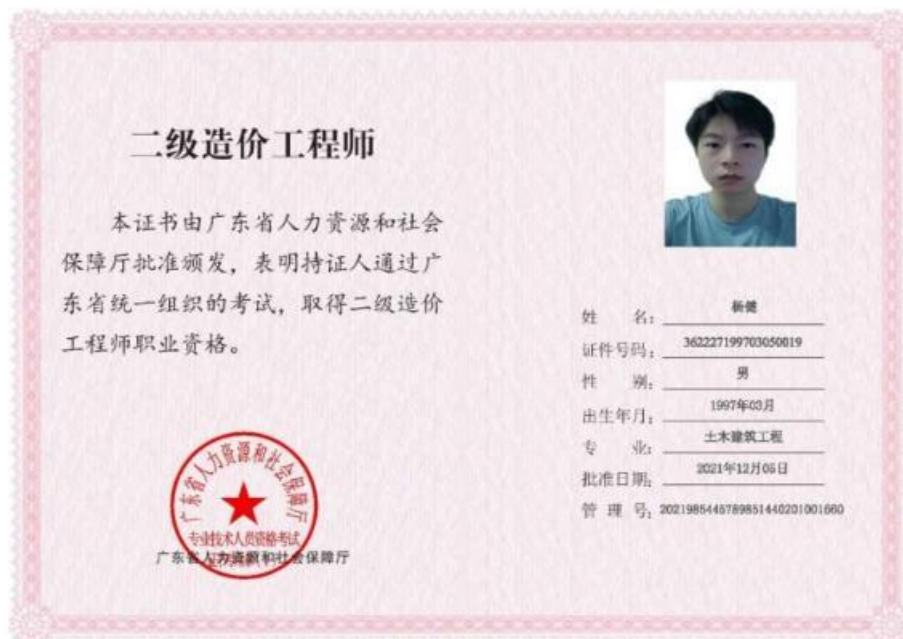 二级造价工程师
本证书由广东省人力资源和社会
保障厅批准颁发，表明持证人通过广
东省统一组织的考试，取得二级造价
工程师职业资格。
广东省人力资源和社会保障厅
专业技术人员资格考试
广东省人力资源和社会保障厅
姓 名：杨健
证件号码：362227199703050019
性 别：男
出生年月：1997年03月
专 业：土木建筑工程
批准日期：2021年12月05日
管 理 号：